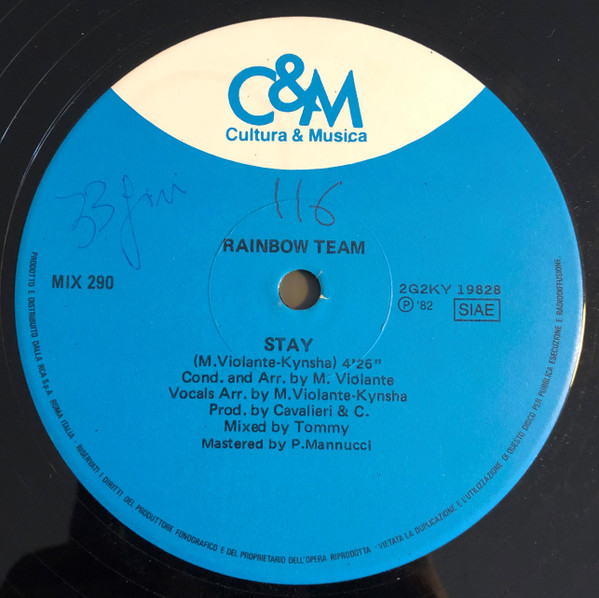 C&M
Cultura & Musica
33 giri
116
RAINBOW TEAM
MIX 290
2G2KY 19828
Ⓟ '82 SIAE
STAY
(M.Violante-Kynsha) 4'26"
Cond. and Arr. by M. Violante
Vocals Arr. by M.Violante-Kynsha
Prod. by Cavalieri & C.
Mixed by Tommy
Mastered by P.Mannucci
PRODOTTO E DISTRIBUITO DALLA RCA S.p.A. ROMA ITALIA - RISERVATI I DIRITTI DEL PRODUTTORE FONOGRAFICO E DEL PROPRIETARIO DELL'OPERA RIPRODOTTA - VIETATA LA DUPLICAZIONE E L'UTILIZZAZIONE DI QUESTO DISCO PER PUBBLICA ESECUZIONE E RADIODIFFUSIONE.